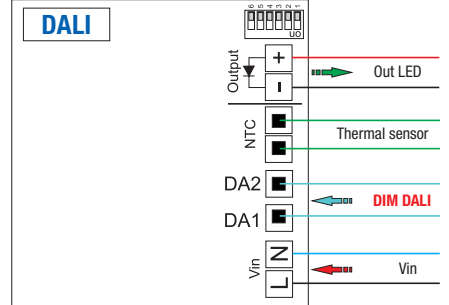 DALI
6 5 4 3 2 1
UO
Output
+
-
Out LED
NTC
Thermal sensor
DA2
DA1
DIM DALI
Vin
N
L
Vin